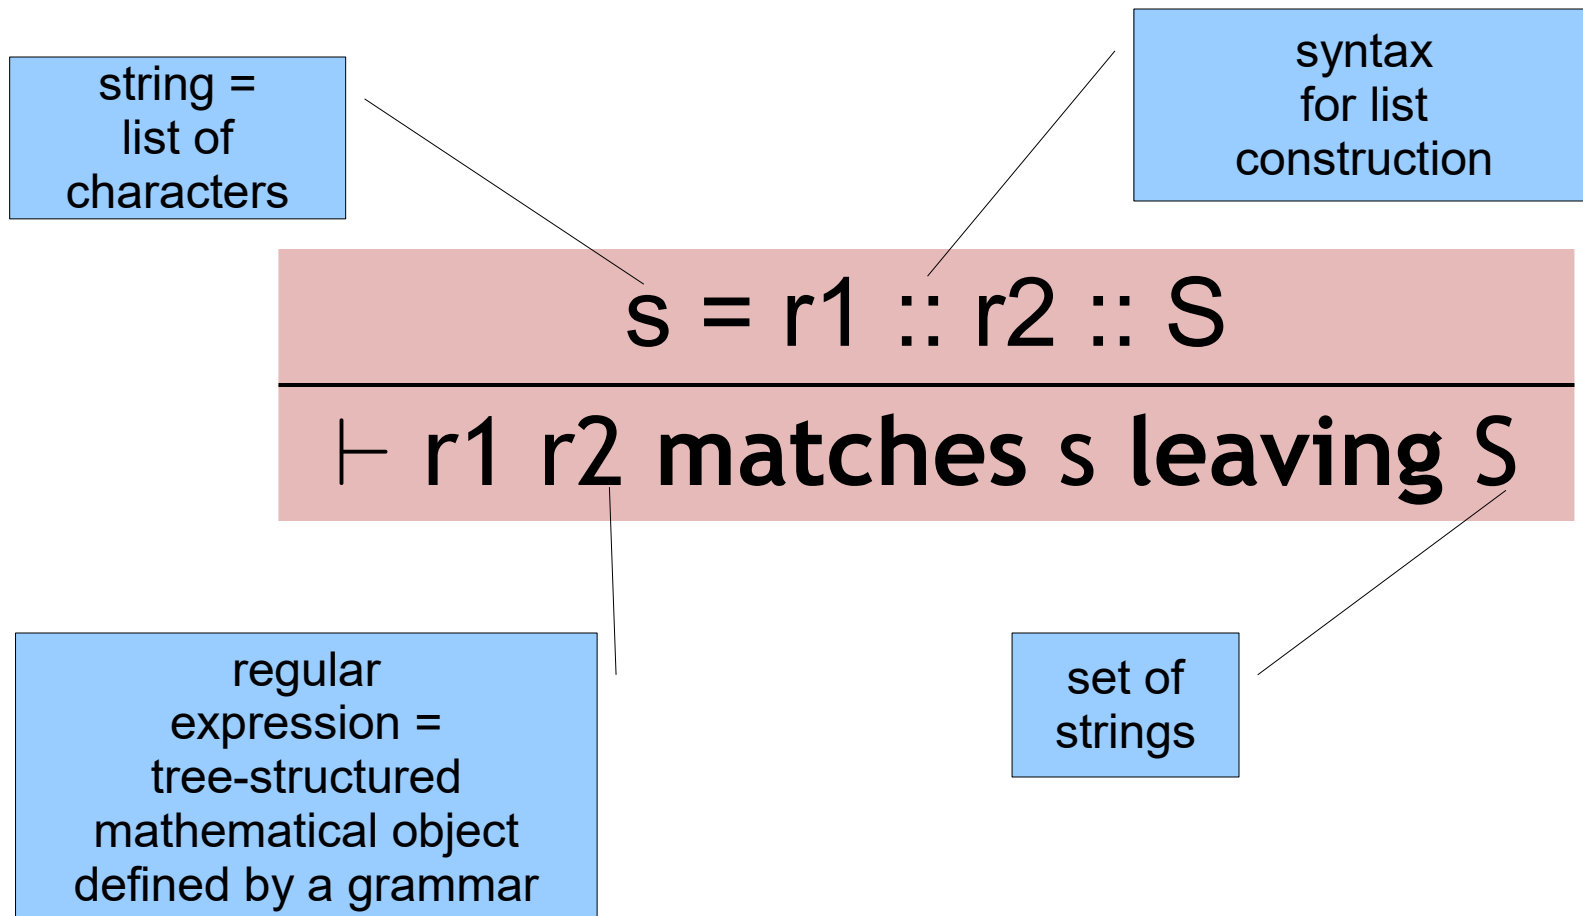 string =
list of
characters
syntax
for list
construction
s = r1 :: r2 :: S
⊢ r1 r2 matches s leaving S
regular
expression =
tree-structured
mathematical object
defined by a grammar
set of
strings